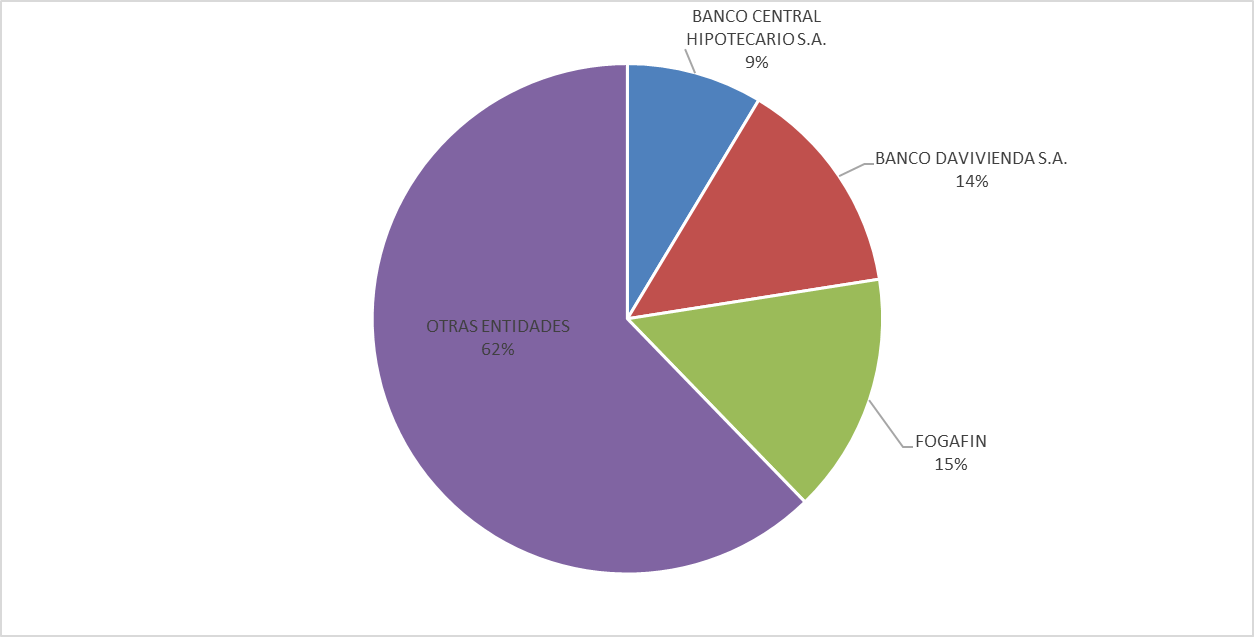 BANCO CENTRAL
HIPOTECARIO S.A.
9%
BANCO DAVIVIENDA S.A.
14%
OTRAS ENTIDADES
62%
FOGAFIN
15%